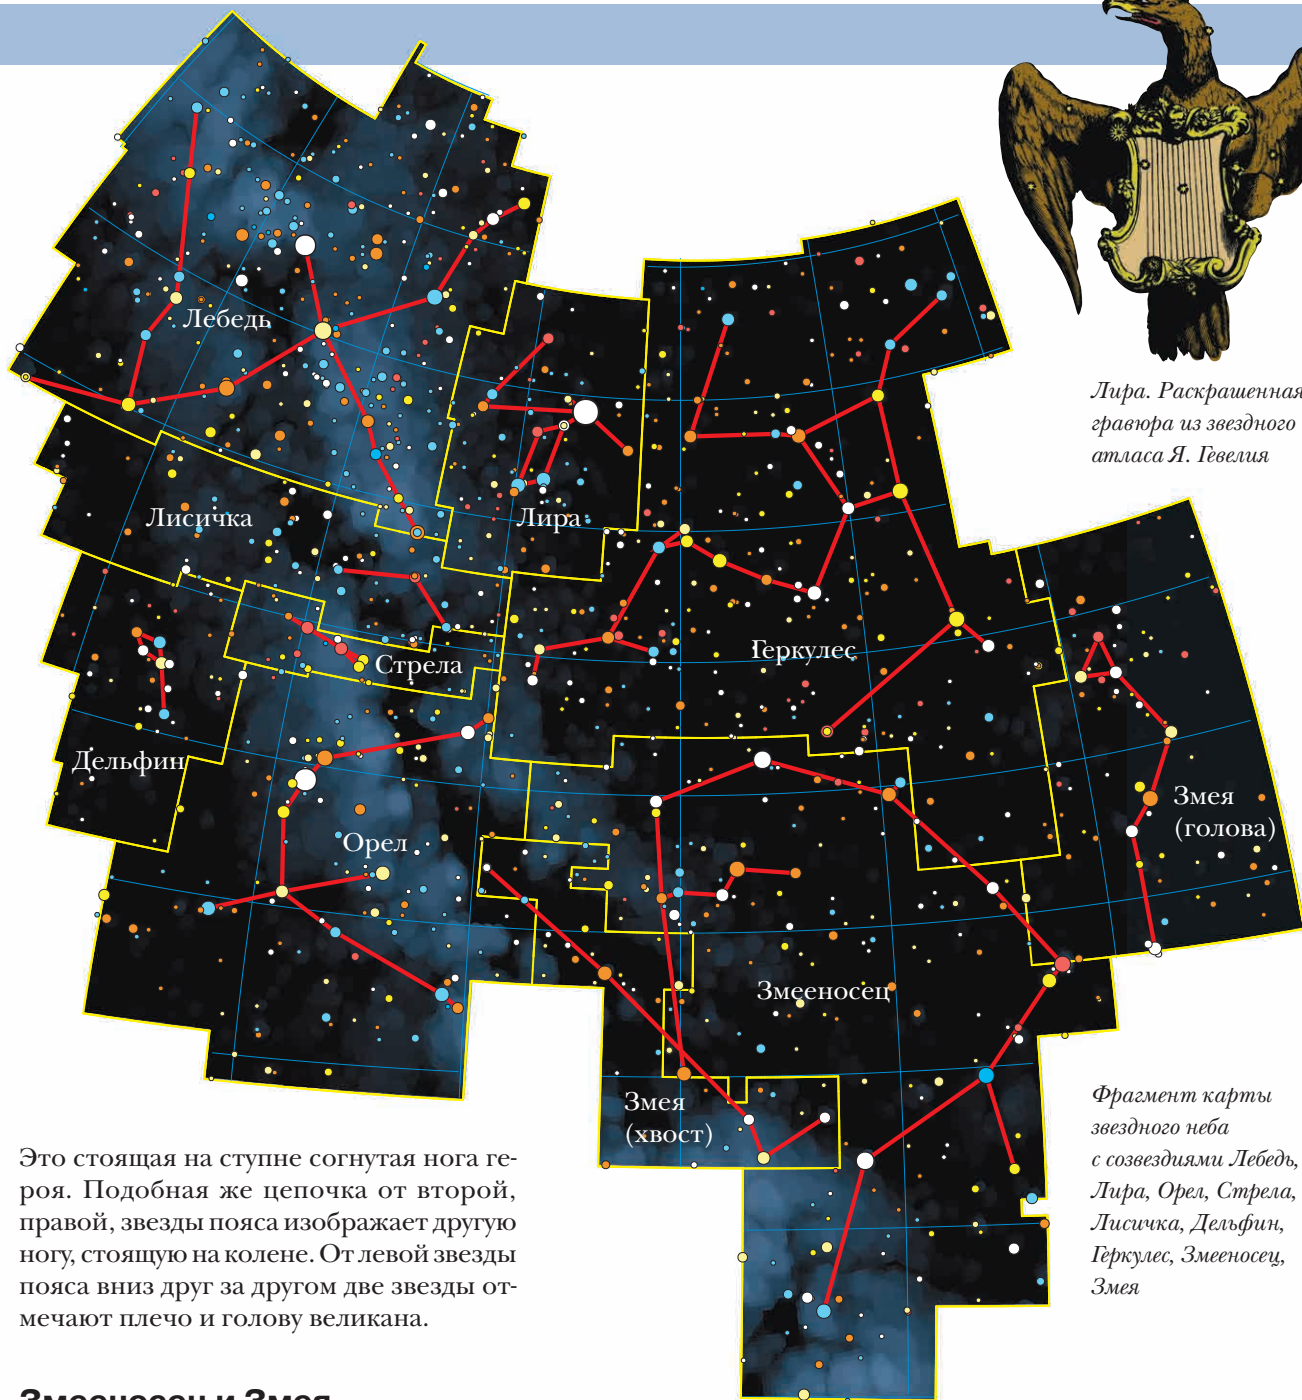 Лебедь
Лисичка
Лира
Стрела
Геркулес
Дельфин
Орел
Змея
(голова)
Змееносец
Змея
(хвост)
Лира. Раскрашенная
гравюра из звездного
атласа Я. Гевелия
Фрагмент карты
звездного неба
с созвездиями Лебедь,
Лира, Орел, Стрела,
Лисичка, Дельфин,
Геркулес, Змееносец,
Змея
Это стоящая на ступне согнутая нога ге-
роя. Подобная же цепочка от второй,
правой, звезды пояса изображает другую
ногу, стоящую на колене. От левой звезды
пояса вниз друг за другом две звезды от-
мечают плечо и голову великана.
Змееносец и Змея